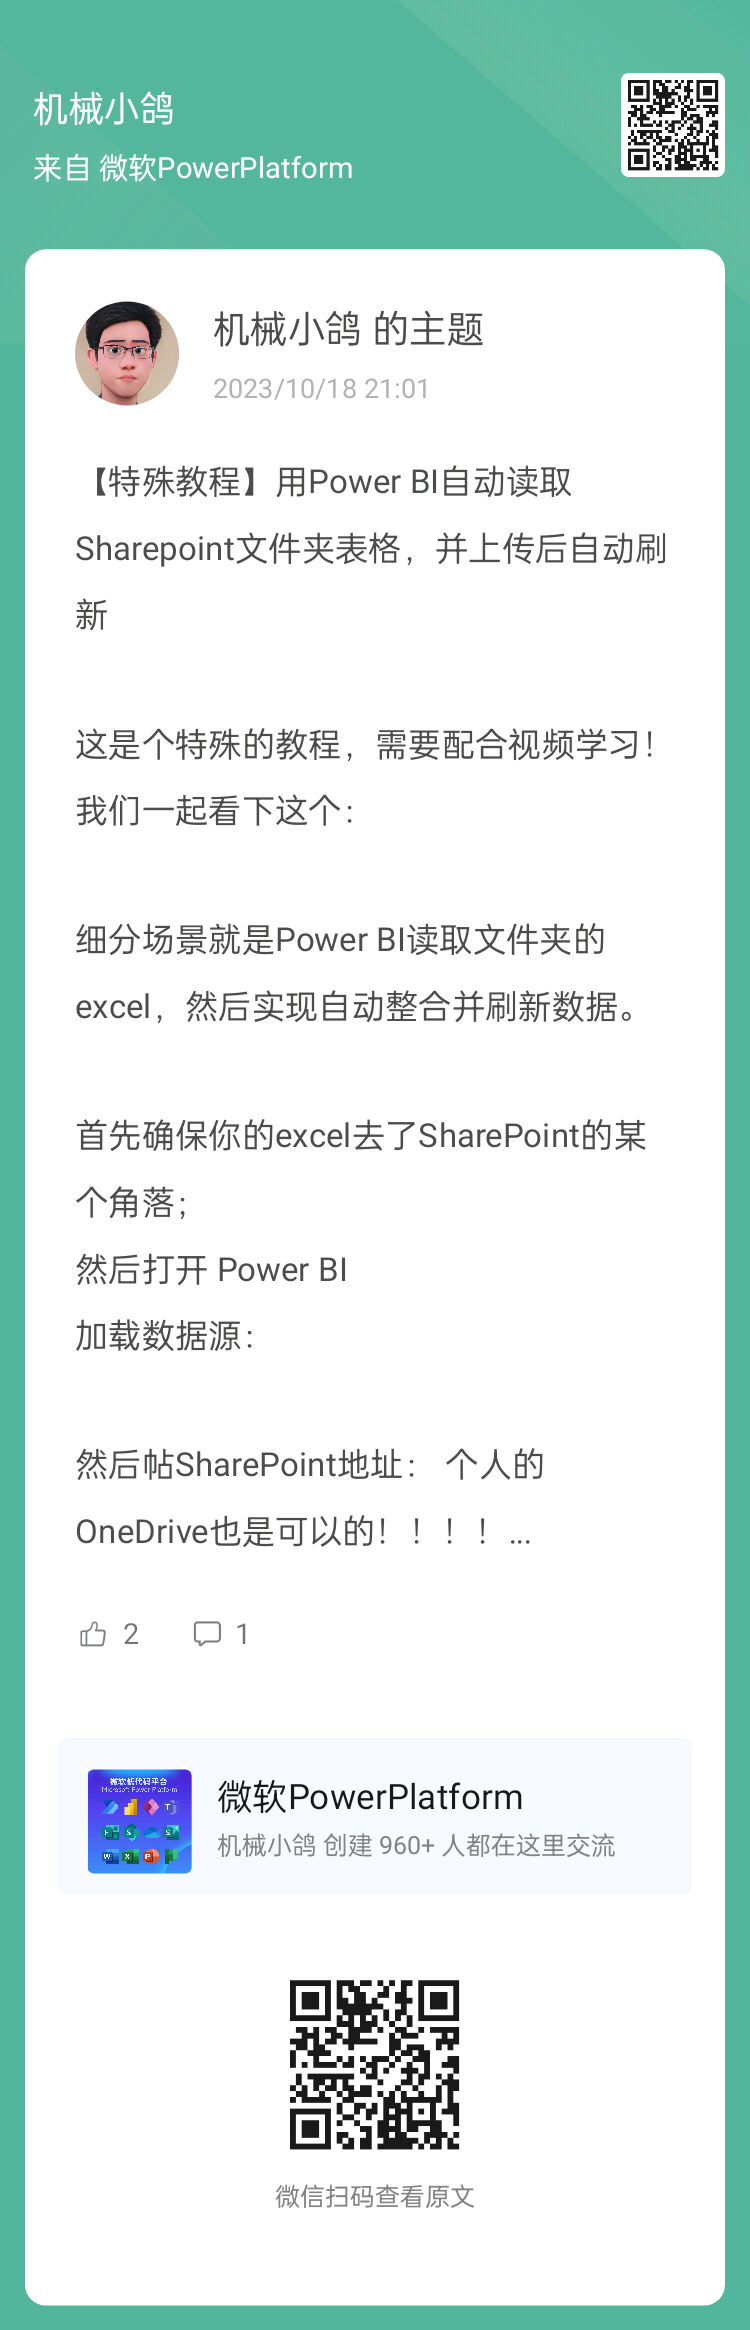 机械小鸽
来自 微软PowerPlatform
机械小鸽 的主题
2023/10/18 21:01
【特殊教程】用Power BI自动读取
Sharepoint文件夹表格，并上传后自动刷
新
这是个特殊的教程，需要配合视频学习！
我们一起看下这个：
细分场景就是Power BI读取文件夹的
excel，然后实现自动整合并刷新数据。
首先确保你的excel去了SharePoint的某
个角落；
然后打开 Power BI
加载数据源：
然后帖SharePoint地址： 个人的
OneDrive也是可以的！！！！...
2 1
微软低代码平台
Microsoft Power Platform
微软PowerPlatform
机械小鸽 创建 960+ 人都在这里交流
微信扫码查看原文